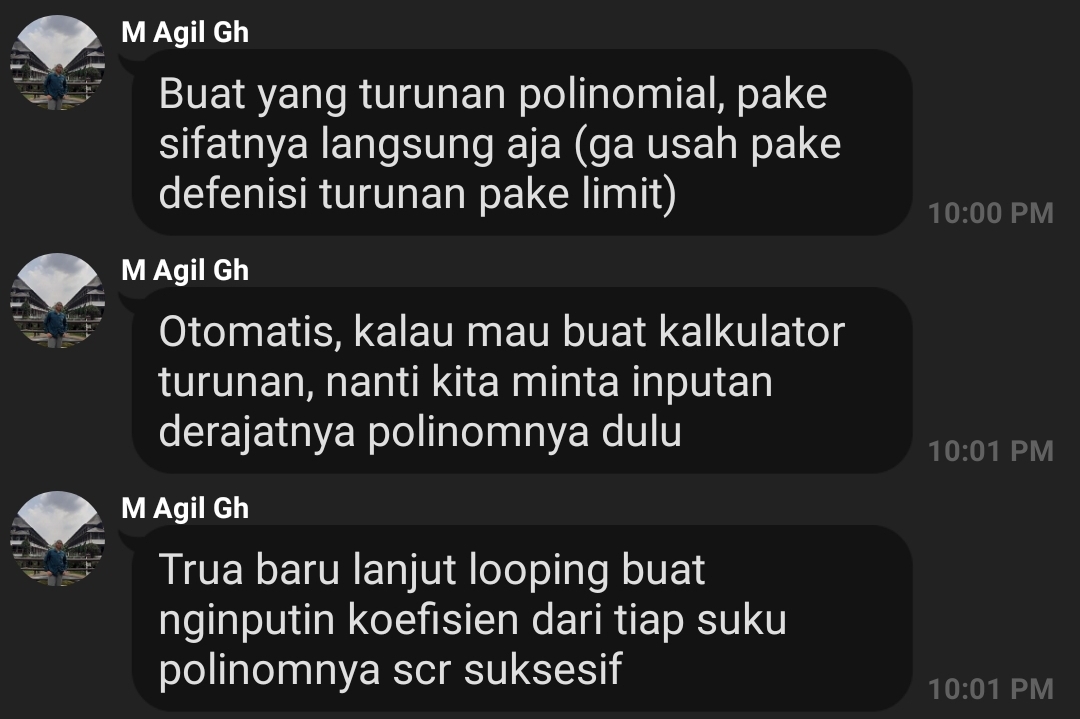 M Agil Gh
Buat yang turunan polinomial, pake
sifatnya langsung aja (ga usah pake
defenisi turunan pake limit)
10:00 PM
M Agil Gh
Otomatis, kalau mau buat kalkulator
turunan, nanti kita minta inputan
derajatnya polinomnya dulu
10:01 PM
M Agil Gh
Trua baru lanjut looping buat
nginputin koefisien dari tiap suku
polinomnya scr suksesif
10:01 PM